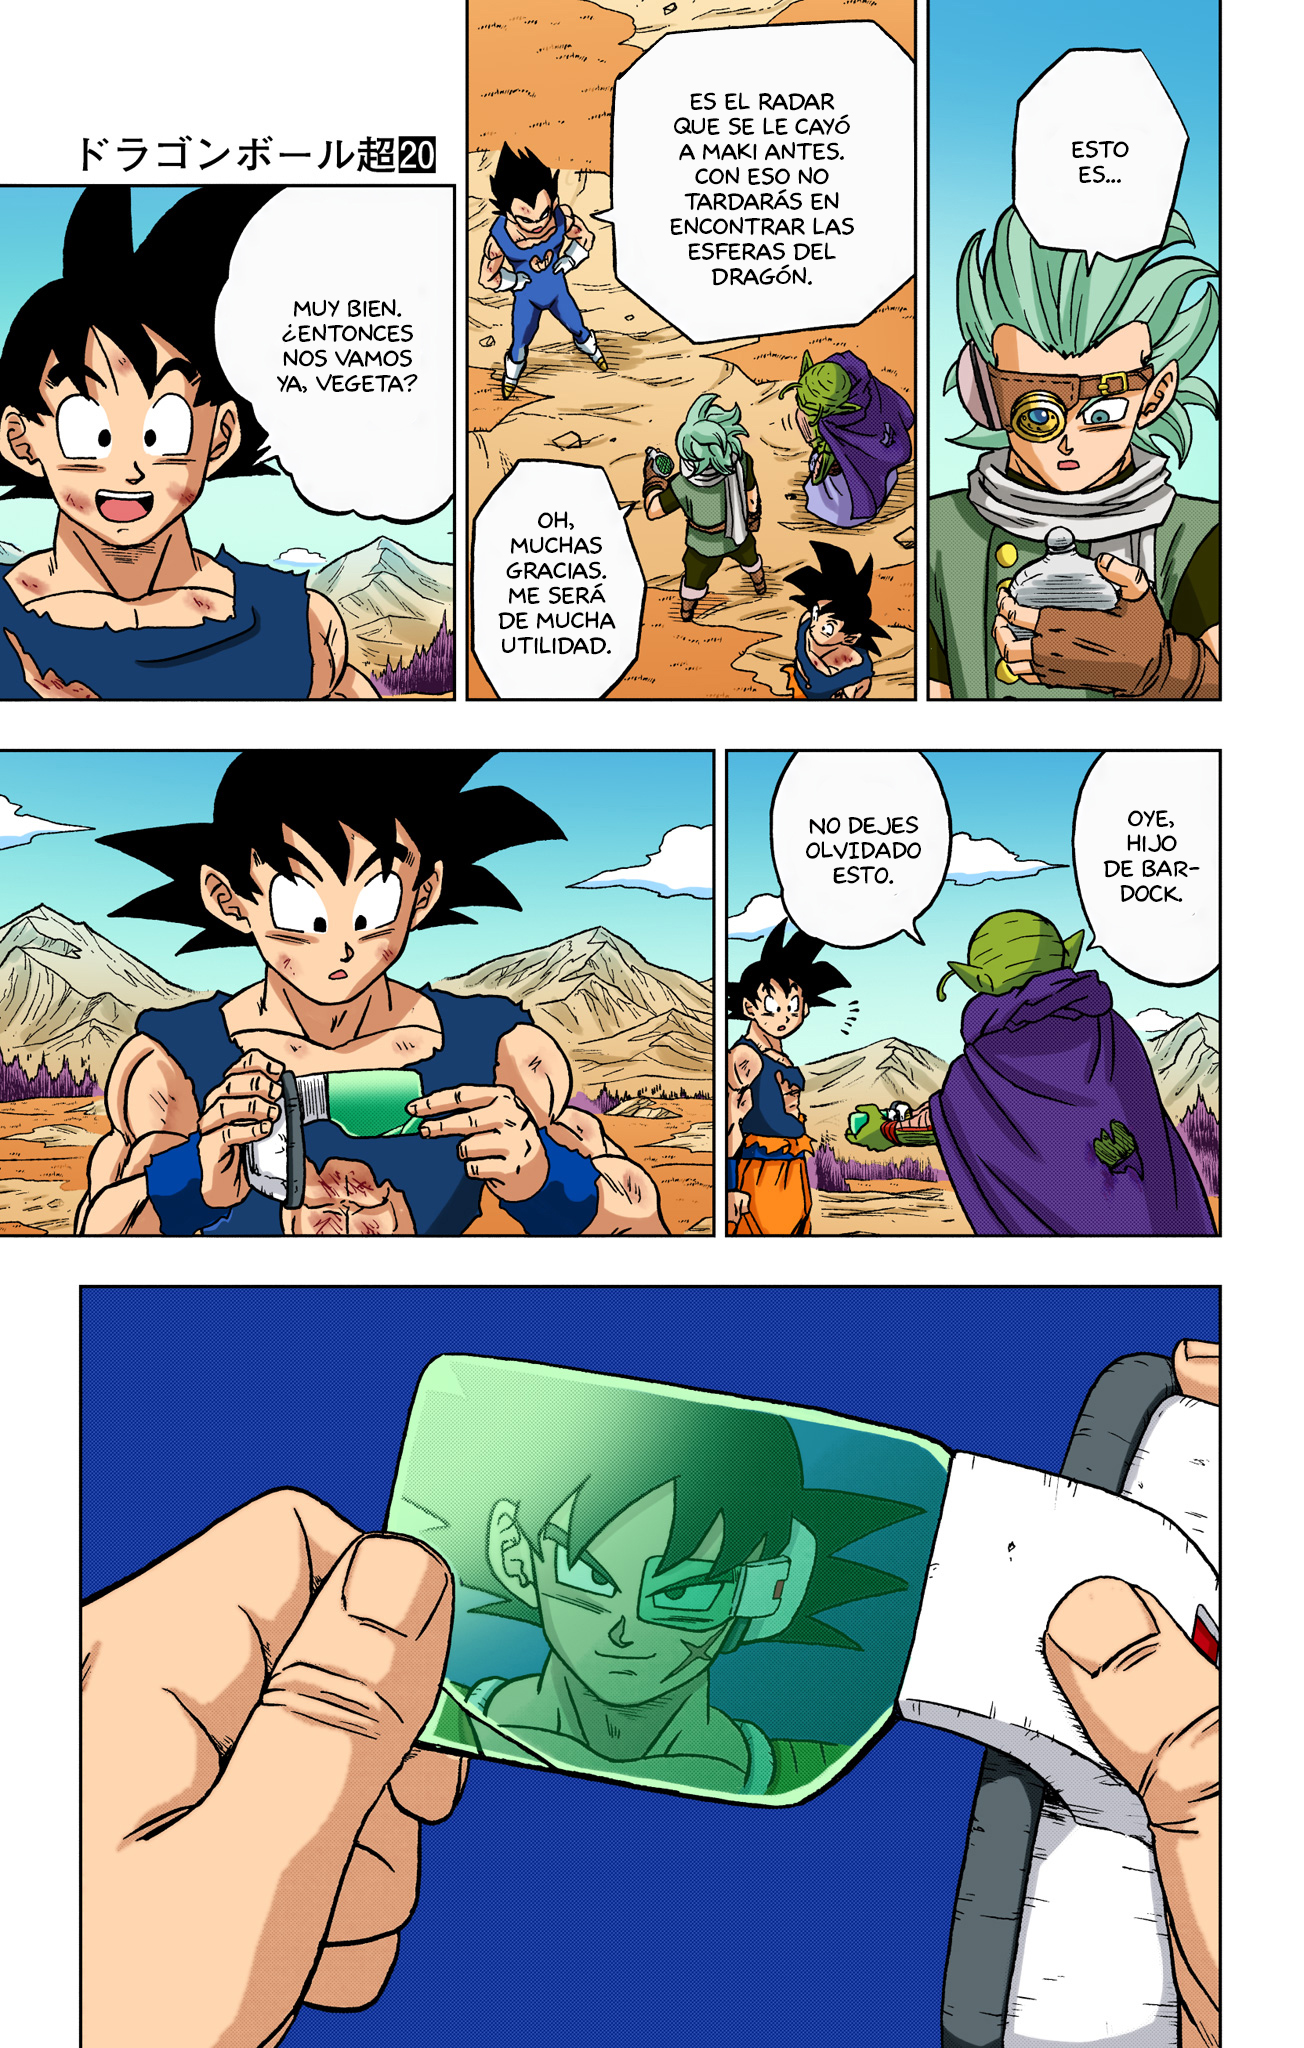 ESTO
ES...
ES EL RADAR
QUE SE LE CAYÓ
A MAKI ANTES.
CON ESO NO
TARDARÁS EN
ENCONTRAR LAS
ESFERAS DEL
DRAGÓN.
OH,
MUCHAS
GRACIAS.
ME SERÁ
DE MUCHA
UTILIDAD.
ドラゴンボール超20
MUY BIEN.
¿ENTONCES
NOS VAMOS
YA, VEGETA?
OYE,
HIJO
DE BAR-
DOCK.
NO DEJES
OLVIDADO
ESTO.